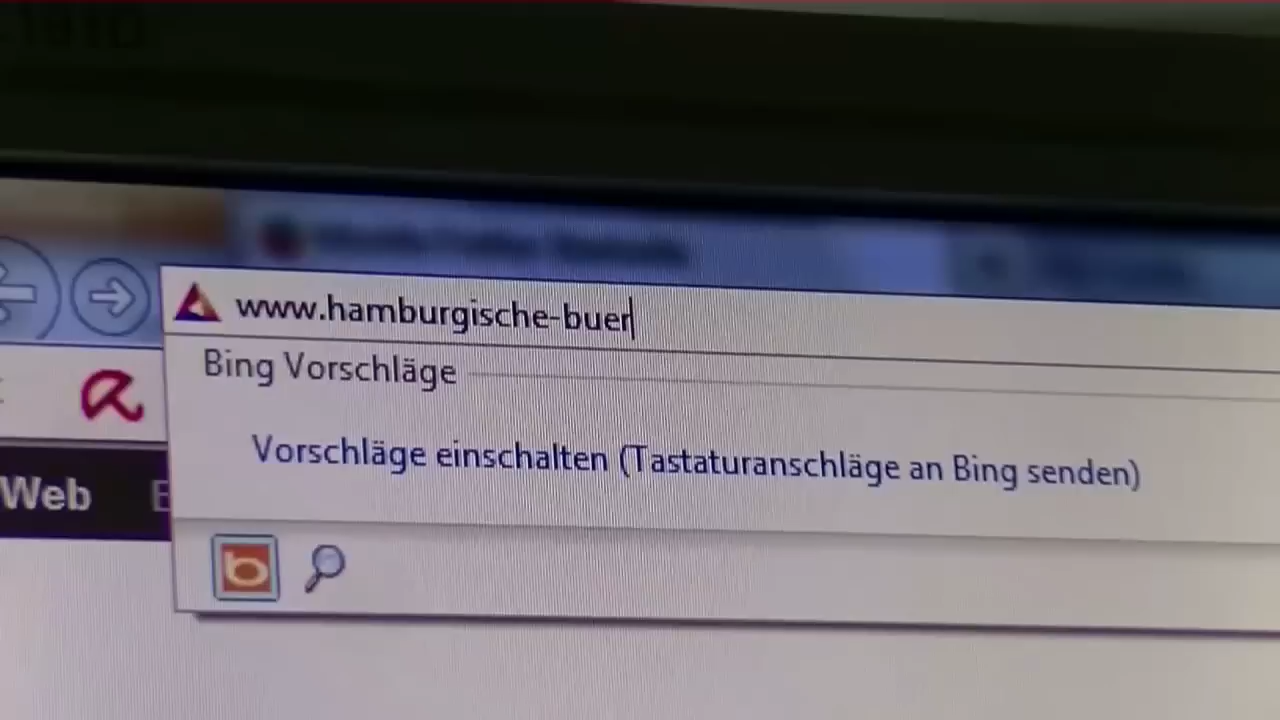 www.hamburgische-buer
Bing Vorschläge
Vorschläge einschalten (Tastaturanschläge an Bing senden)
Web